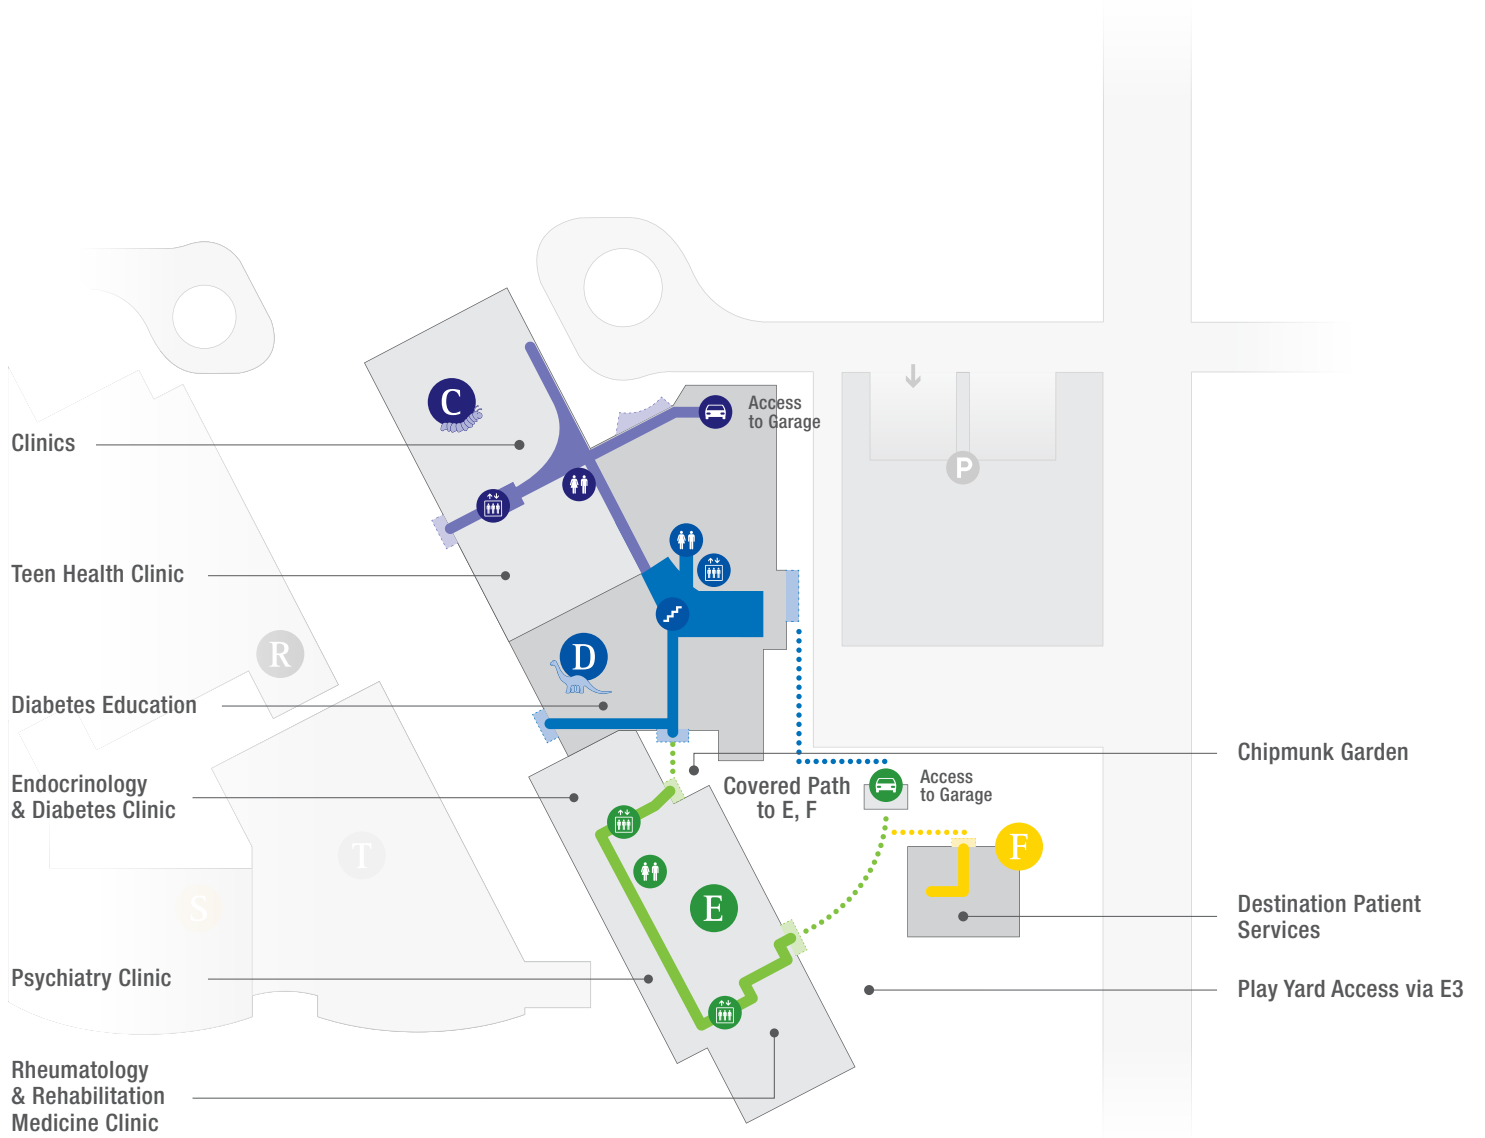 C
Access
to Garage
Clinics
P
Teen Health Clinic
R
D
Diabetes Education
Chipmunk Garden
Endocrinology
& Diabetes Clinic
Covered Path
to E, F
Access
to Garage
T
F
S
E
Destination Patient
Services
Psychiatry Clinic
Play Yard Access via E3
Rheumatology
& Rehabilitation
Medicine Clinic